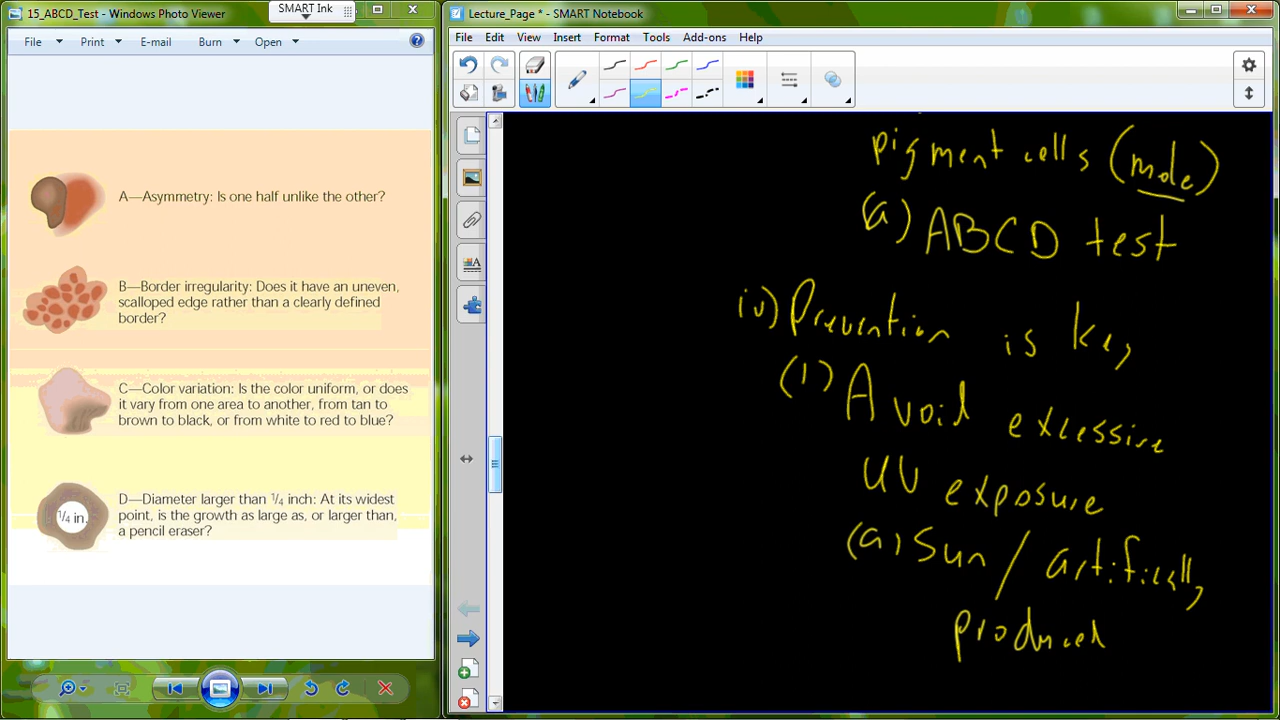 15_ABCD_Test - Windows Photo Viewer
SMART Ink
File Print E-mail Burn Open
A—Asymmetry: Is one half unlike the other?
B—Border irregularity: Does it have an uneven,
scalloped edge rather than a clearly defined
border?
C—Color variation: Is the color uniform, or does
it vary from one area to another, from tan to
brown to black, or from white to red to blue?
1/4 in.
D—Diameter larger than 1/4 inch: At its widest
point, is the growth as large as, or larger than,
a pencil eraser?
Lecture_Page * - SMART Notebook
File Edit View Insert Format Tools Add-ons Help
pigment cells (mole)
(a) ABCD test
iv) Prevention is key
(1) Avoid excessive
UV exposure
(a) Sun / artifically
produced